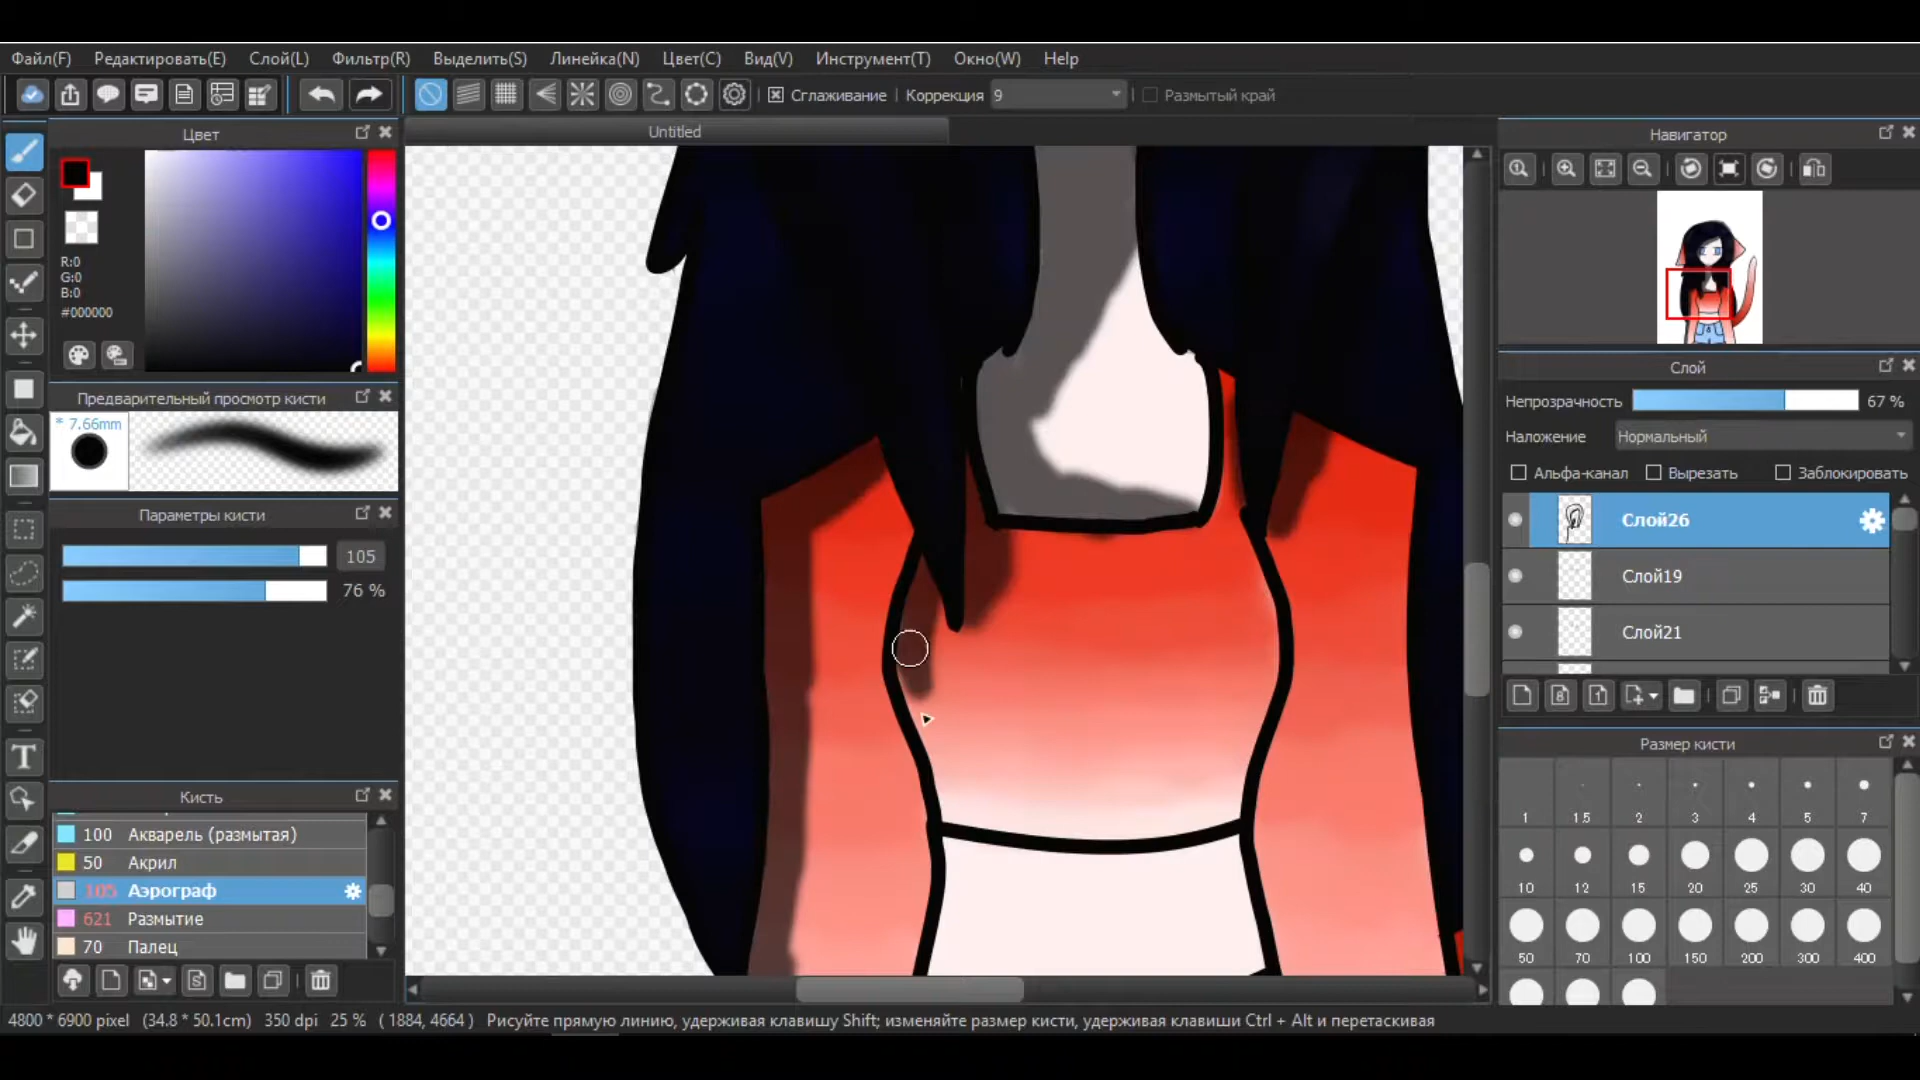 Файл(F) Редактировать(E) Слой(L) Фильтр(R) Выделить(S) Линейка(N) Цвет(C) Вид(V) Инструмент(T) Окно(W) Help
Сглаживание Коррекция 9 Размытый край
Цвет
Untitled
Навигатор
R:0
G:0
B:0
#000000
Слой
Предварительный просмотр кисти
Непрозрачность 67 %
* 7.66mm
Наложение Нормальный
Альфа-канал Вырезать Заблокировать
Параметры кисти
Слой26
105
Слой19
76 %
Слой21
Размер кисти
Кисть
1 1.5 2 3 4 5 7
100 Акварель (размытая)
50 Акрил
105 Аэрограф
10 12 15 20 25 30 40
621 Размытие
70 Палец
50 70 100 150 200 300 400
T
4800 * 6900 pixel (34.8 * 50.1cm) 350 dpi 25 % ( 1884, 4664 ) Рисуйте прямую линию, удерживая клавишу Shift; изменяйте размер кисти, удерживая клавиши Ctrl + Alt и перетаскивая